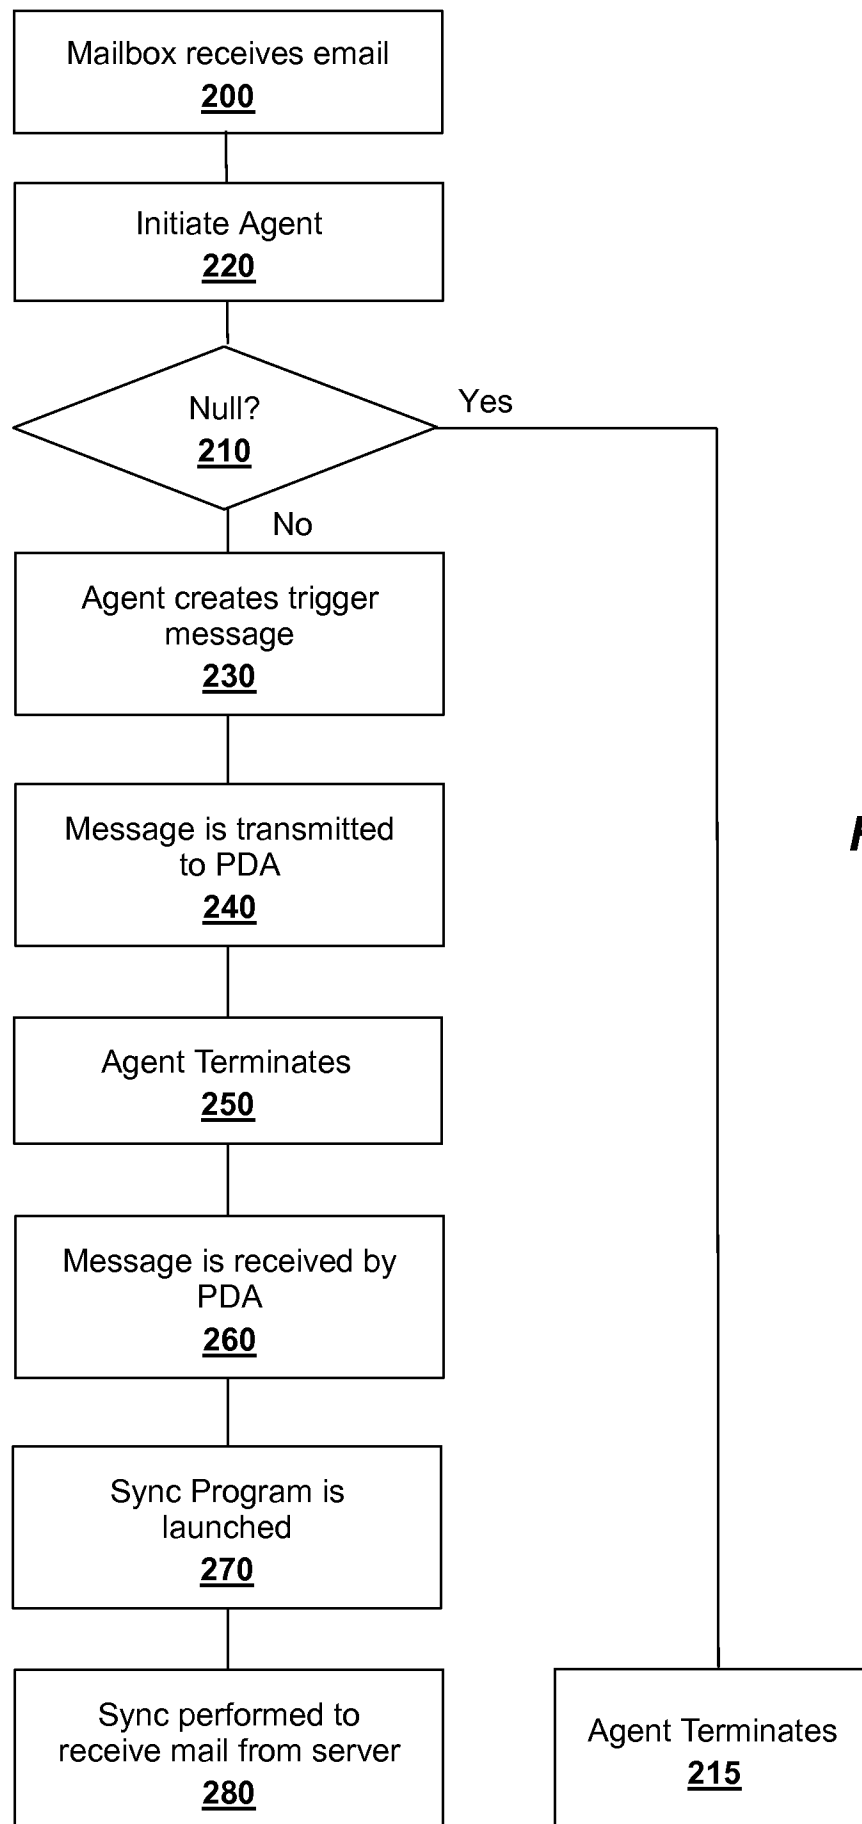 Mailbox receives email
200
Initiate Agent
220
Null?
210
Yes
No
Agent creates trigger
message
230
Message is transmitted
to PDA
240
Agent Terminates
250
Message is received by
PDA
260
Sync Program is
launched
270
Sync performed to
receive mail from server
280
Agent Terminates
215